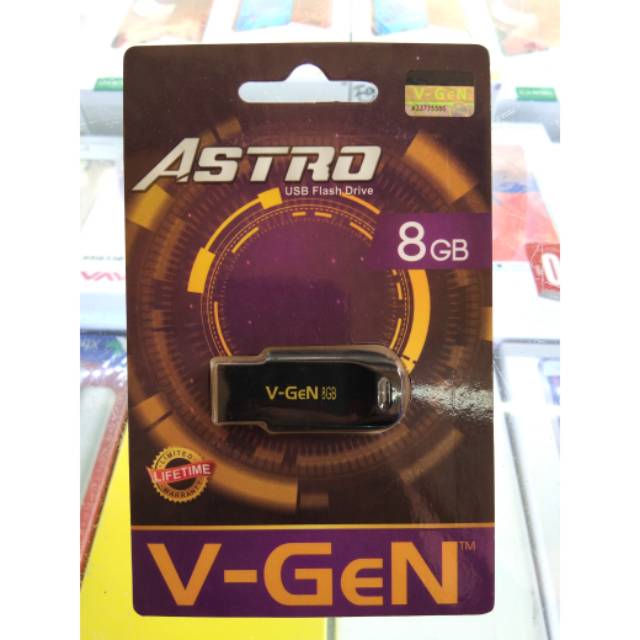 V-GeN
ASTRO
USB Flash Drive
8GB
V-GeN 8GB
LIMITED
LIFETIME
WARRANTY
V-GeN™